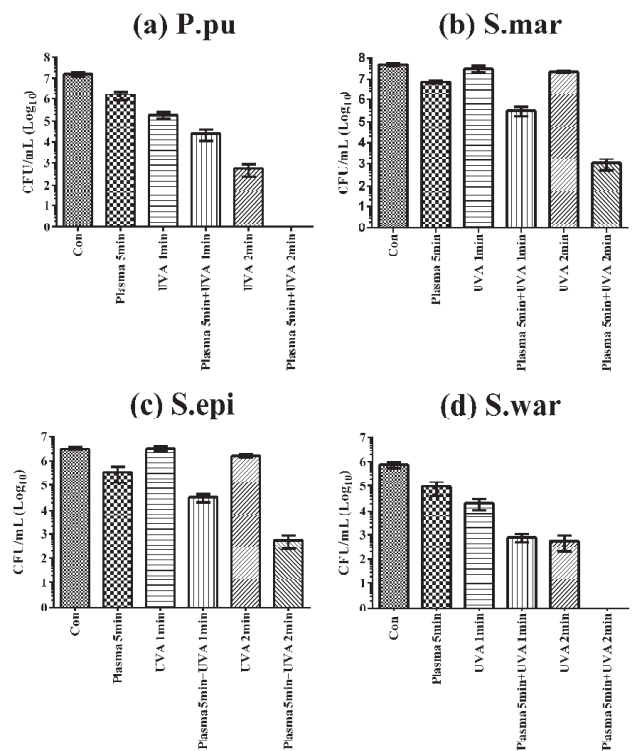 (a) P.pu
CFU/mL (Log10)
8
7
6
5
4
3
2
1
0
Con
Plasma 5min
UVA 1min
Plasma 5min+UVA 1min
UVA 2min
Plasma 5min+UVA 2min
(b) S.mar
CFU/mL (Log10)
8
7
6
5
4
3
2
1
0
Con
Plasma 5min
UVA 1min
Plasma 5min+UVA 1min
UVA 2min
Plasma 5min+UVA 2min
(c) S.epi
CFU/mL (Log10)
7
6
5
4
3
2
1
0
Con
Plasma 5min
UVA 1min
Plasma 5min−UVA 1min
UVA 2min
Plasma 5min−UVA 2min
(d) S.war
CFU/mL (Log10)
7
6
5
4
3
2
1
0
Con
Plasma 5min
UVA 1min
Plasma 5min+UVA 1min
UVA 2min
Plasma 5min+UVA 2min